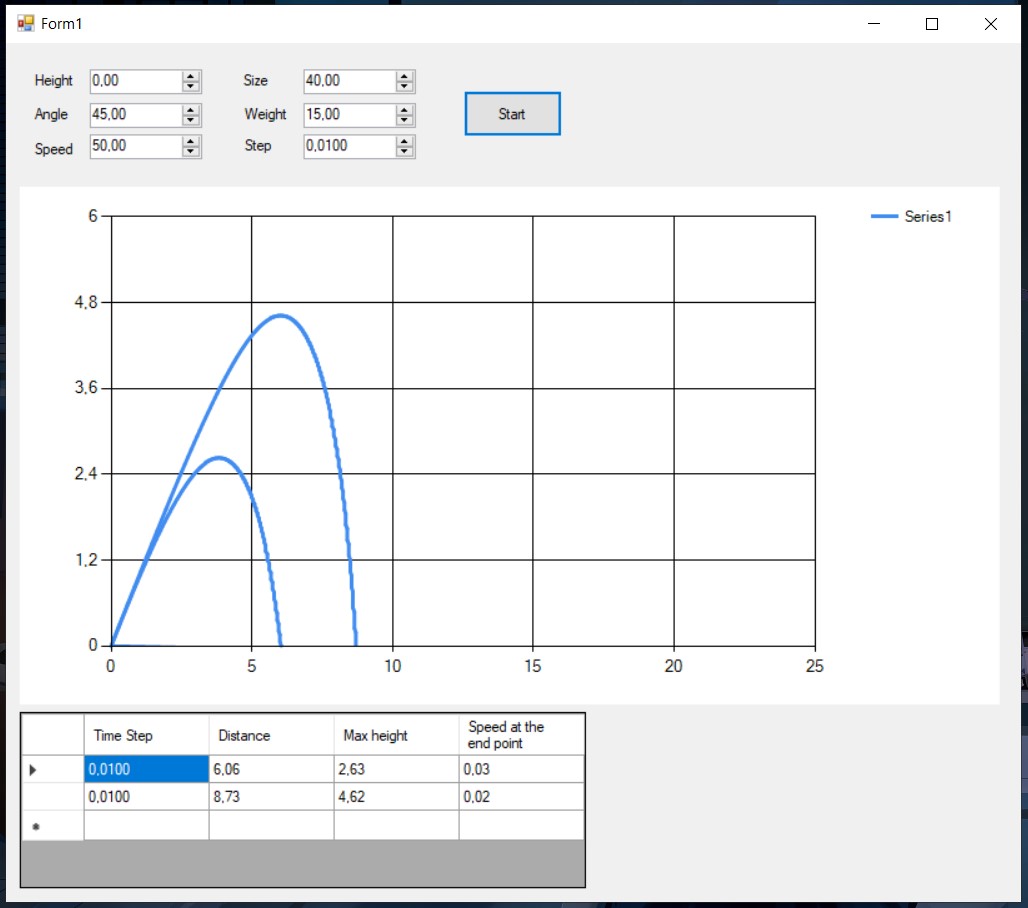 Form1
Height 0,00 Size 40,00
Angle 45,00 Weight 15,00 Start
Speed 50,00 Step 0,0100
6
4,8
3,6
2,4
1,2
0
0 5 10 15 20 25
Series1
Time Step Distance Max height Speed at the
end point
0,0100 6,06 2,63 0,03
0,0100 8,73 4,62 0,02